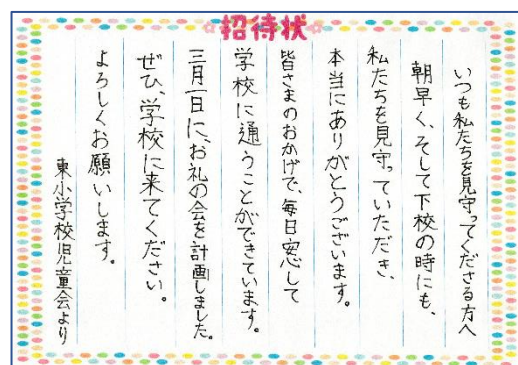 招待状
いつも私たちを見守ってくださる方へ
朝早く、そして下校の時にも、
私たちを見守っていただき、
本当にありがとうございます。
皆さまのおかげで、毎日安心して
学校に通うことができています。
三月一日に、お礼の会を計画しました。
ぜひ、学校に来てください。
よろしくお願いします。
東小学校児童会より